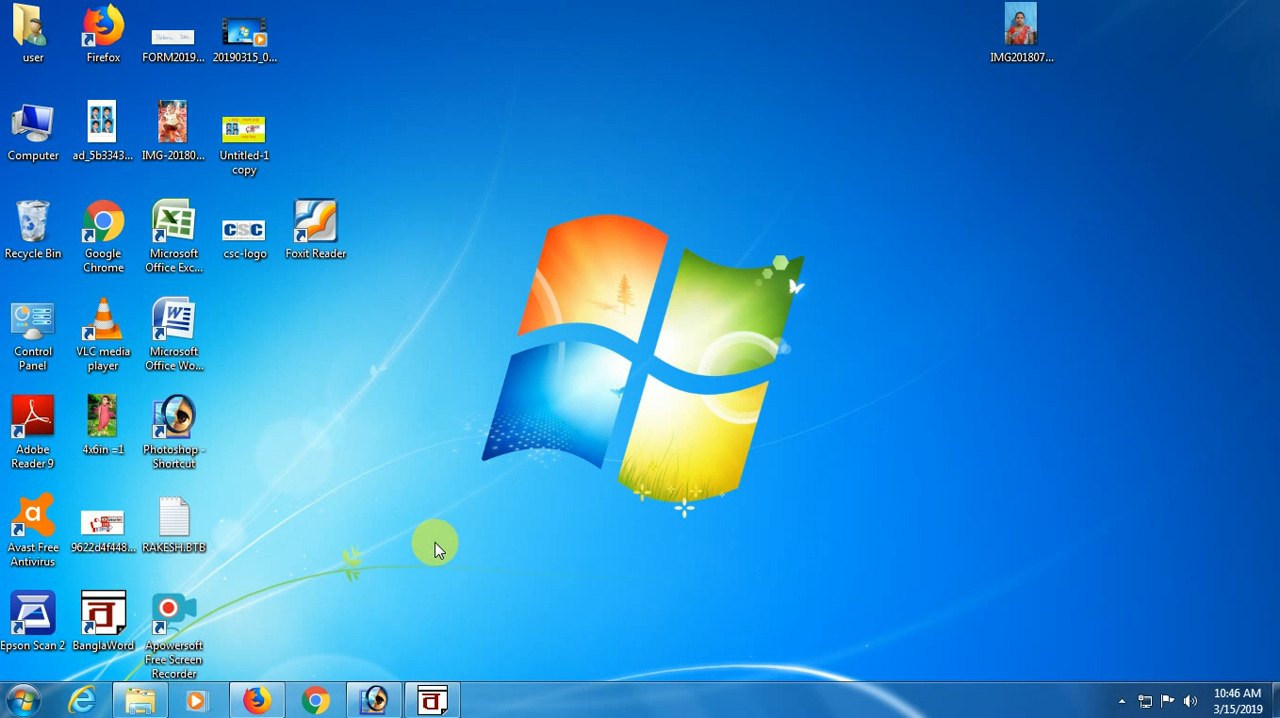 user
Firefox
FORM2019...
20190315_0...
IMG201807...
Computer
ad_5b3343...
IMG-20180...
Untitled-1
copy
Recycle Bin
Google
Chrome
Microsoft
Office Exc...
CSC
csc-logo
Foxit Reader
Control
Panel
VLC media
player
Microsoft
Office Wo...
Adobe
Reader 9
4x6in =1
Photoshop -
Shortcut
Avast Free
Antivirus
9622d4f448...
RAKESH.BTB
Epson Scan 2
BanglaWord
Apowersoft
Free Screen
Recorder
10:46 AM
3/15/2019